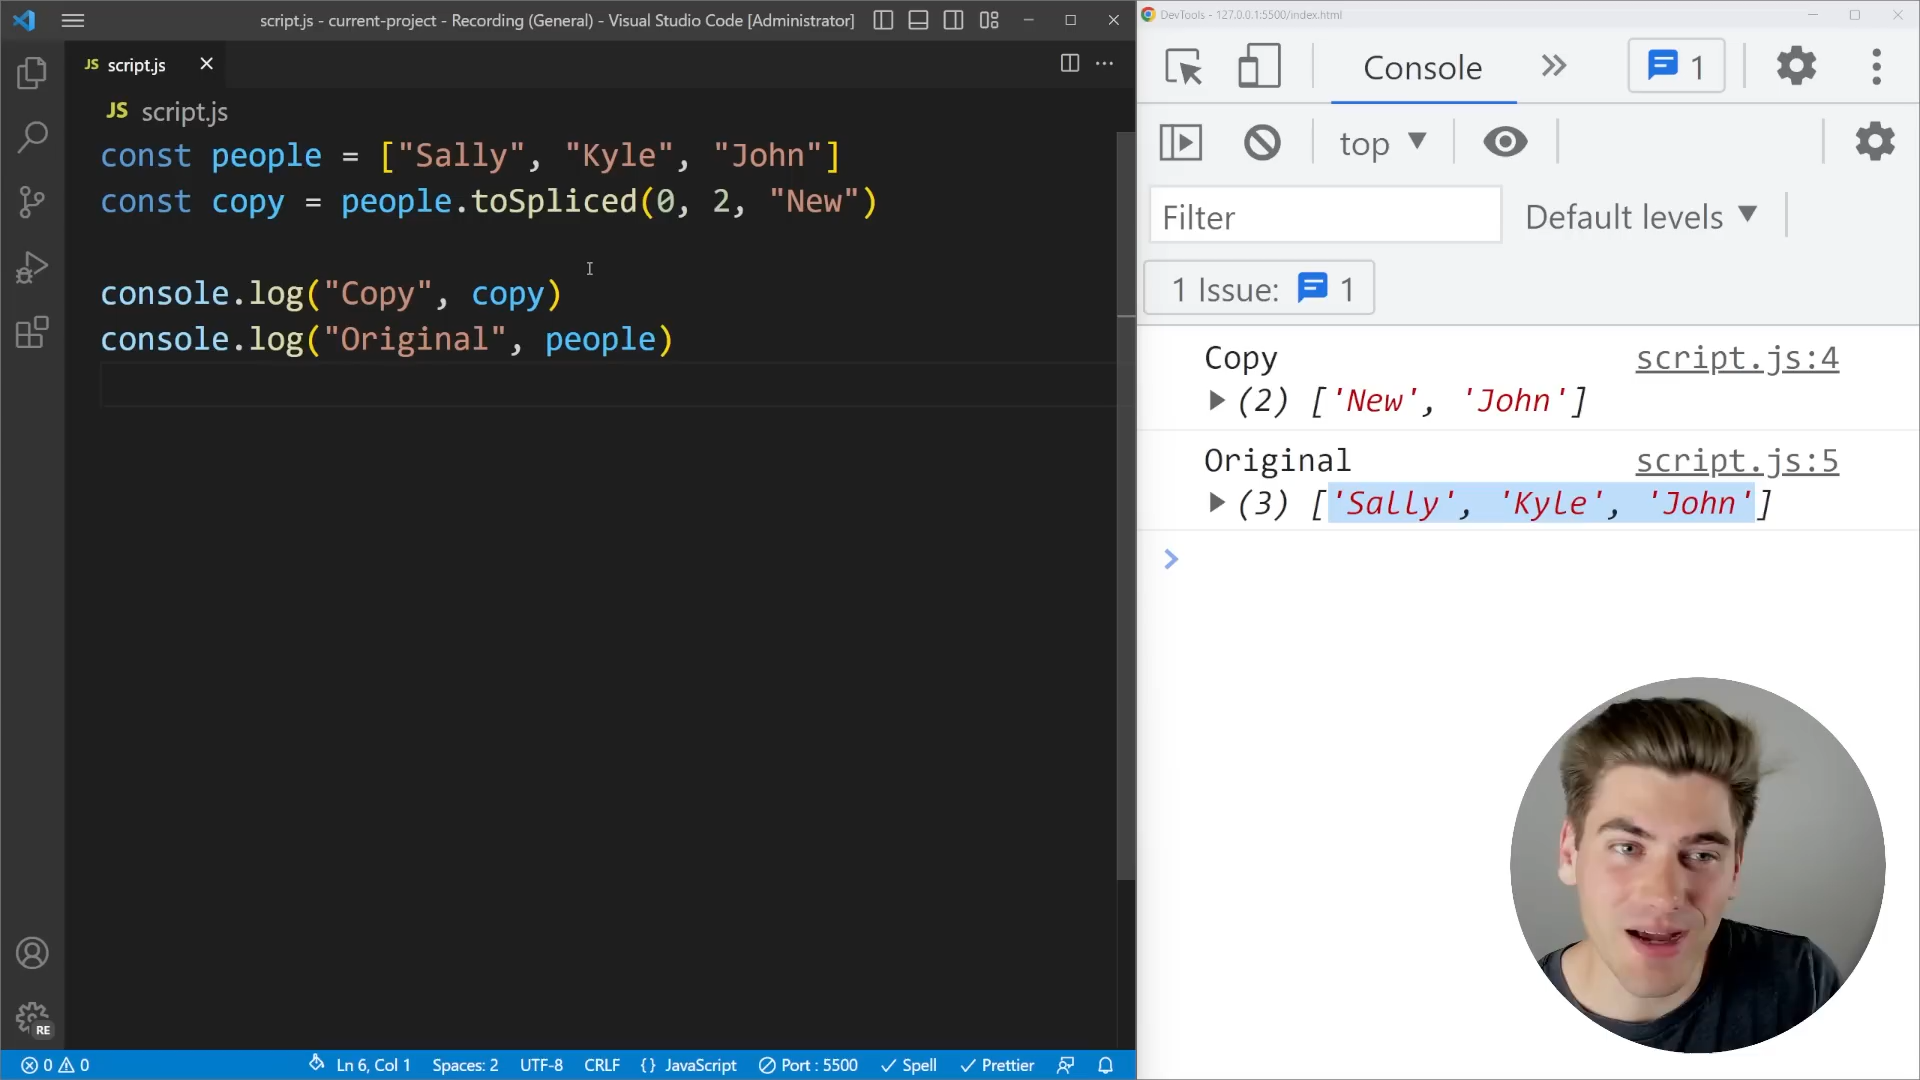 script.js - current-project - Recording (General) - Visual Studio Code [Administrator]
JS script.js
JS script.js
const people = ["Sally", "Kyle", "John"]
const copy = people.toSpliced(0, 2, "New")
console.log("Copy", copy)
console.log("Original", people)
RE
0 0 Ln 6, Col 1 Spaces: 2 UTF-8 CRLF {} JavaScript Port : 5500 Spell Prettier
DevTools - 127.0.0.1:5500/index.html
Console 1
top
Filter Default levels
1 Issue: 1
Copy script.js:4
(2) ['New', 'John']
Original script.js:5
(3) ['Sally', 'Kyle', 'John']